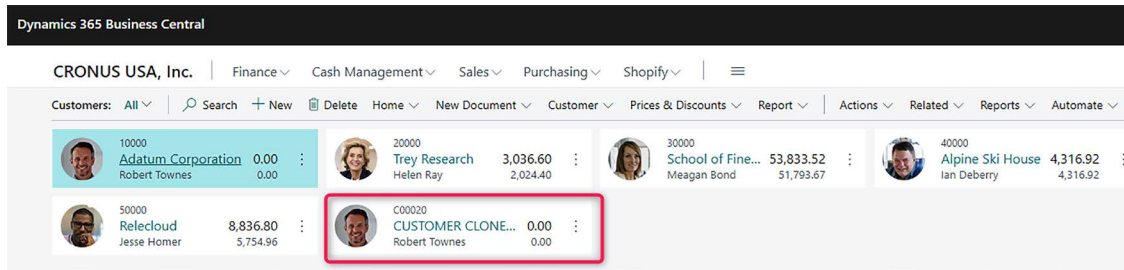 Dynamics 365 Business Central
CRONUS USA, Inc. Finance Cash Management Sales Purchasing Shopify
Customers: All Search New Delete Home New Document Customer Prices & Discounts Report Actions Related Reports Automate
10000
Adatum Corporation 0.00
Robert Townes 0.00
20000
Trey Research 3,036.60
Helen Ray 2,024.40
30000
School of Fine... 53,833.52
Meagan Bond 51,793.67
40000
Alpine Ski House 4,316.92
Ian Deberry 4,316.92
50000
Relecloud 8,836.80
Jesse Homer 5,754.96
C00020
CUSTOMER CLONE... 0.00
Robert Townes 0.00